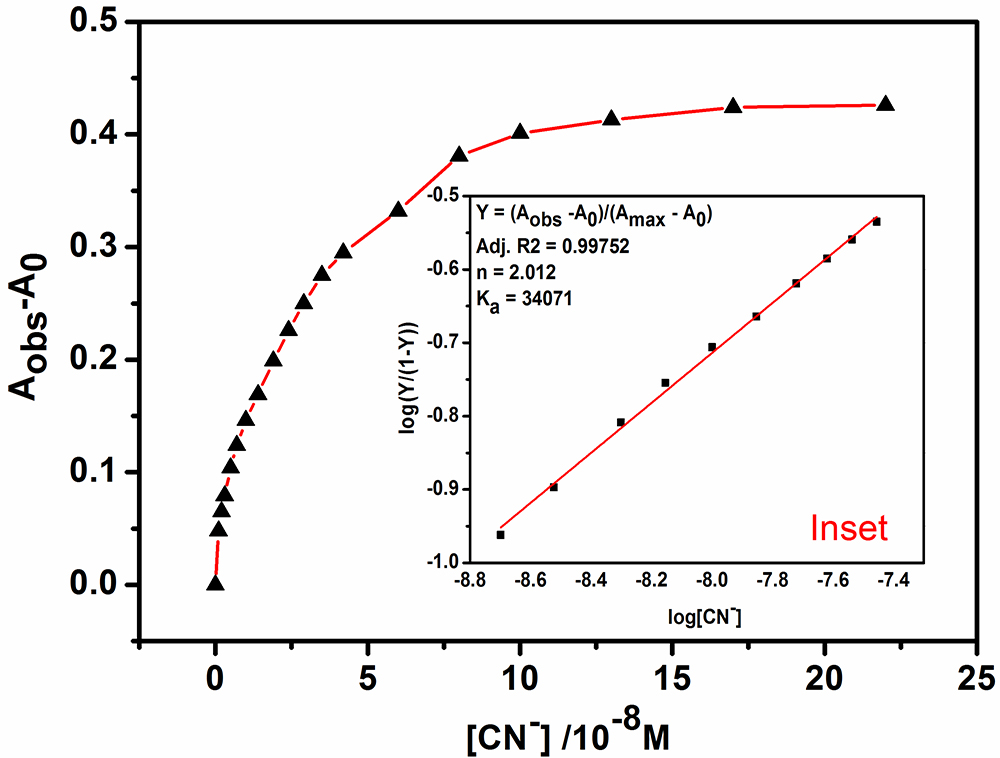 0.5
0.4
0.3
0.2
0.1
0.0
Aobs-A0
0 5 10 15 20 25
[CN-] /10-8M
Y = (Aobs -A0)/(Amax - A0)
Adj. R2 = 0.99752
n = 2.012
Ka = 34071
-0.5
-0.6
-0.7
-0.8
-0.9
-1.0
log(Y/(1-Y))
Inset
-8.8 -8.6 -8.4 -8.2 -8.0 -7.8 -7.6 -7.4
log[CN-]